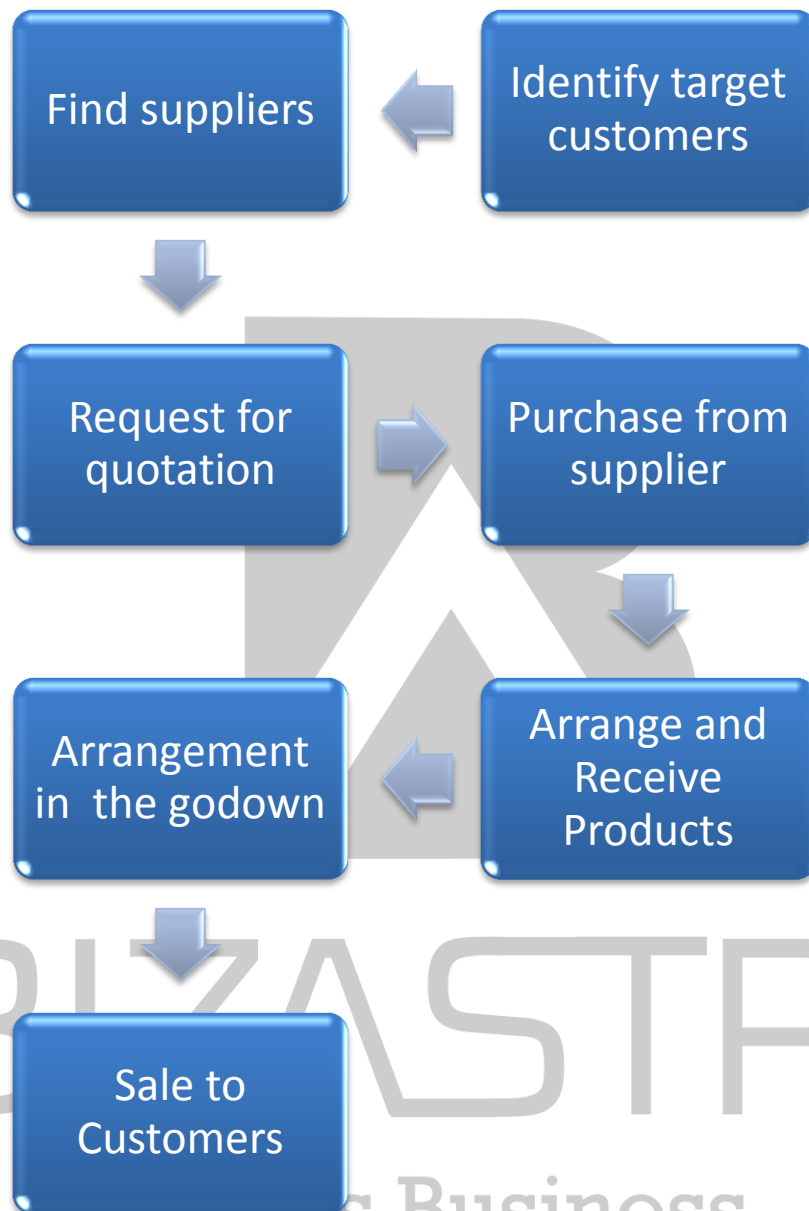 Identify target
customers
Find suppliers
Request for
quotation
Purchase from
supplier
Arrange and
Receive
Products
Arrangement
in  the godown
Sale to
Customers
Business